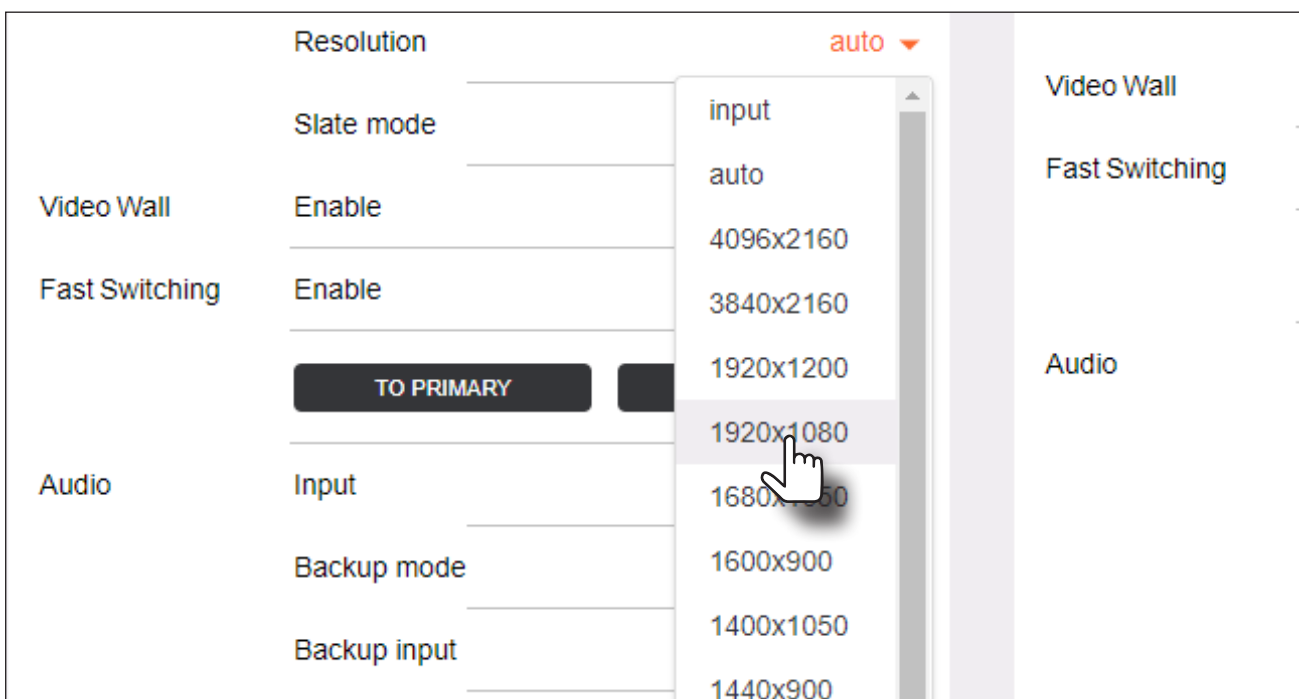 Resolution
auto
Slate mode
Video Wall
Enable
Fast Switching
Enable
TO PRIMARY
Audio
Input
Backup mode
Backup input
input
auto
4096x2160
3840x2160
1920x1200
1920x1080
1680x1050
1600x900
1400x1050
1440x900
Video Wall
Fast Switching
Audio